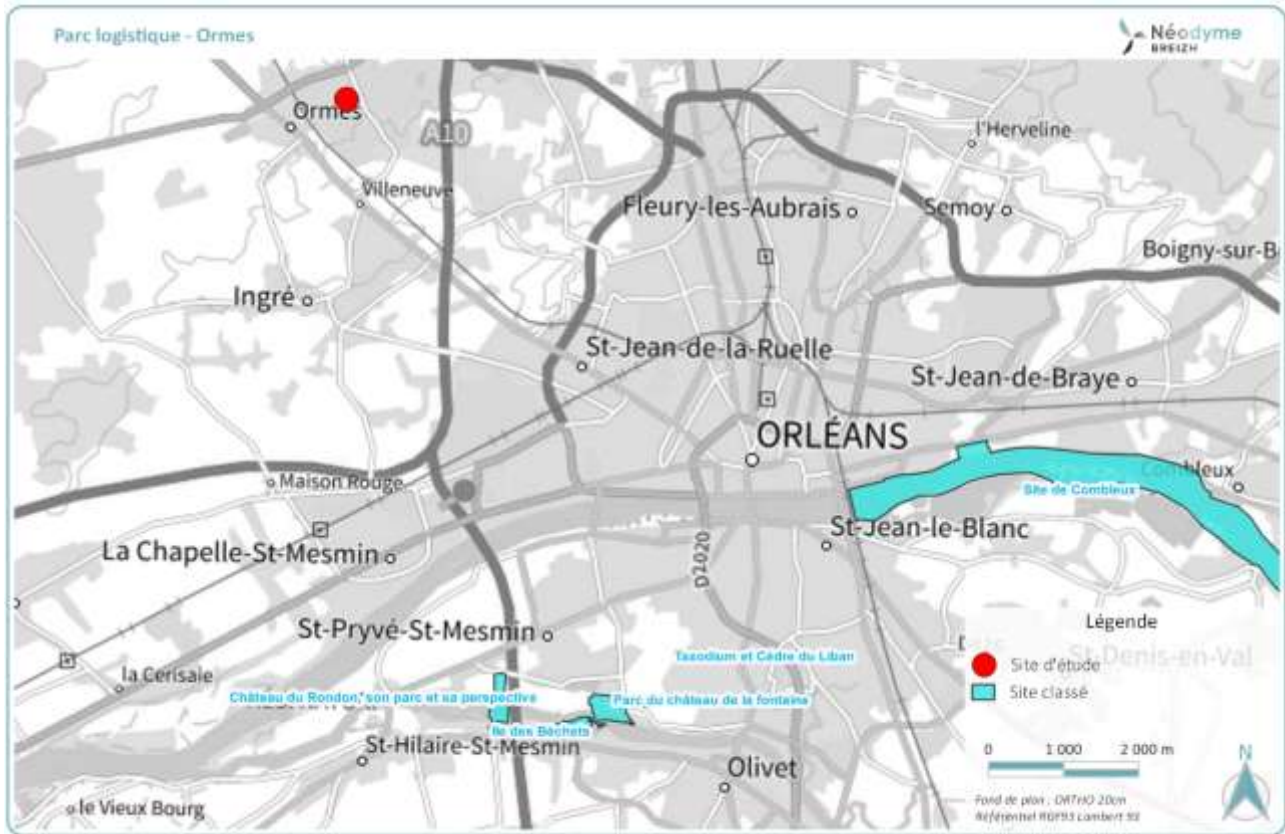 Parc logistique - Ormes
Néodyme
BREIZH
Ormes
A10
l'Herveline
Villeneuve
Fleury-les-Aubrais
Semoy
Boigny-sur-B
Ingré
St-Jean-de-la-Ruelle
St-Jean-de-Braye
ORLÉANS
Maison Rouge
Combleux
Site de Combleux
La Chapelle-St-Mesmin
St-Jean-le-Blanc
D2020
St-Pryvé-St-Mesmin
Légende
Taxodium et Cèdre du Liban
St-Denis-en-Val
Site d'étude
la Cerisaie
Château du Rondon, son parc et sa perspective
Parc du château de la fontaine
Site classé
Ile des Béchets
St-Hilaire-St-Mesmin
0 1 000 2 000 m
Olivet
N
le Vieux Bourg
Fond de plan : ORTHO 20cm
Référentiel RGF93 Lambert 93